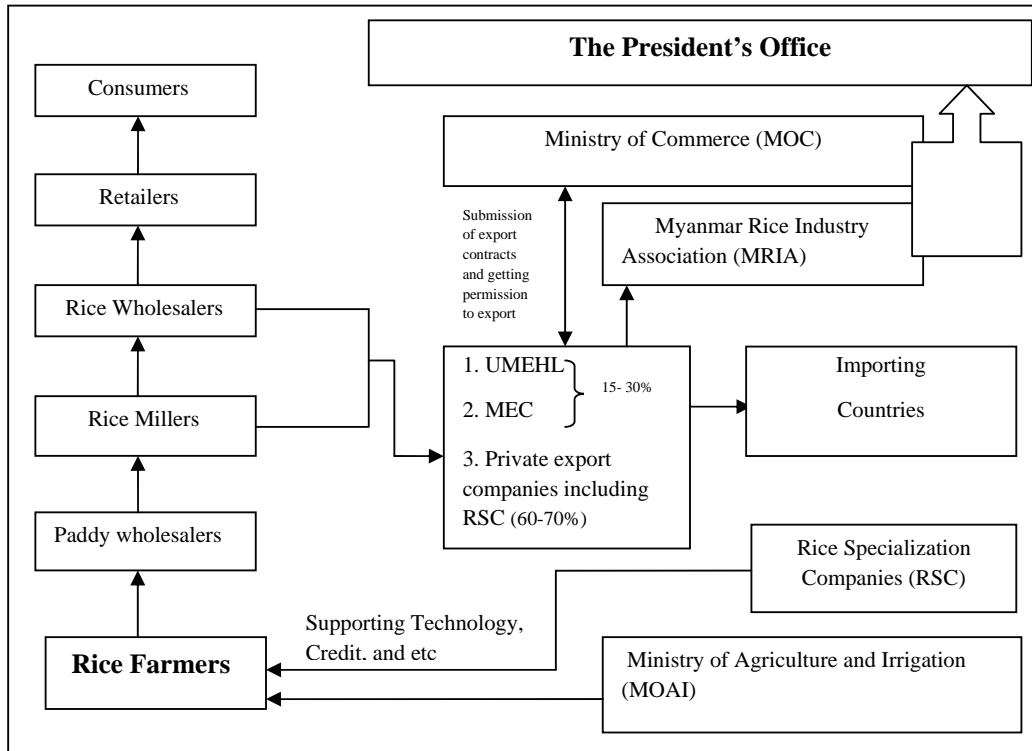 The President’s Office
Consumers
Ministry of Commerce (MOC)
Retailers
Submission
of export
contracts
and getting
permission
to export
Myanmar Rice Industry
Association (MRIA)
Rice Wholesalers
1. UMEHL
15- 30%
2. MEC
3. Private export
companies including
RSC (60-70%)
Importing
Countries
Rice Millers
Paddy wholesalers
Rice Specialization
Companies (RSC)
Supporting Technology,
Credit. and etc
Rice Farmers
Ministry of Agriculture and Irrigation
(MOAI)